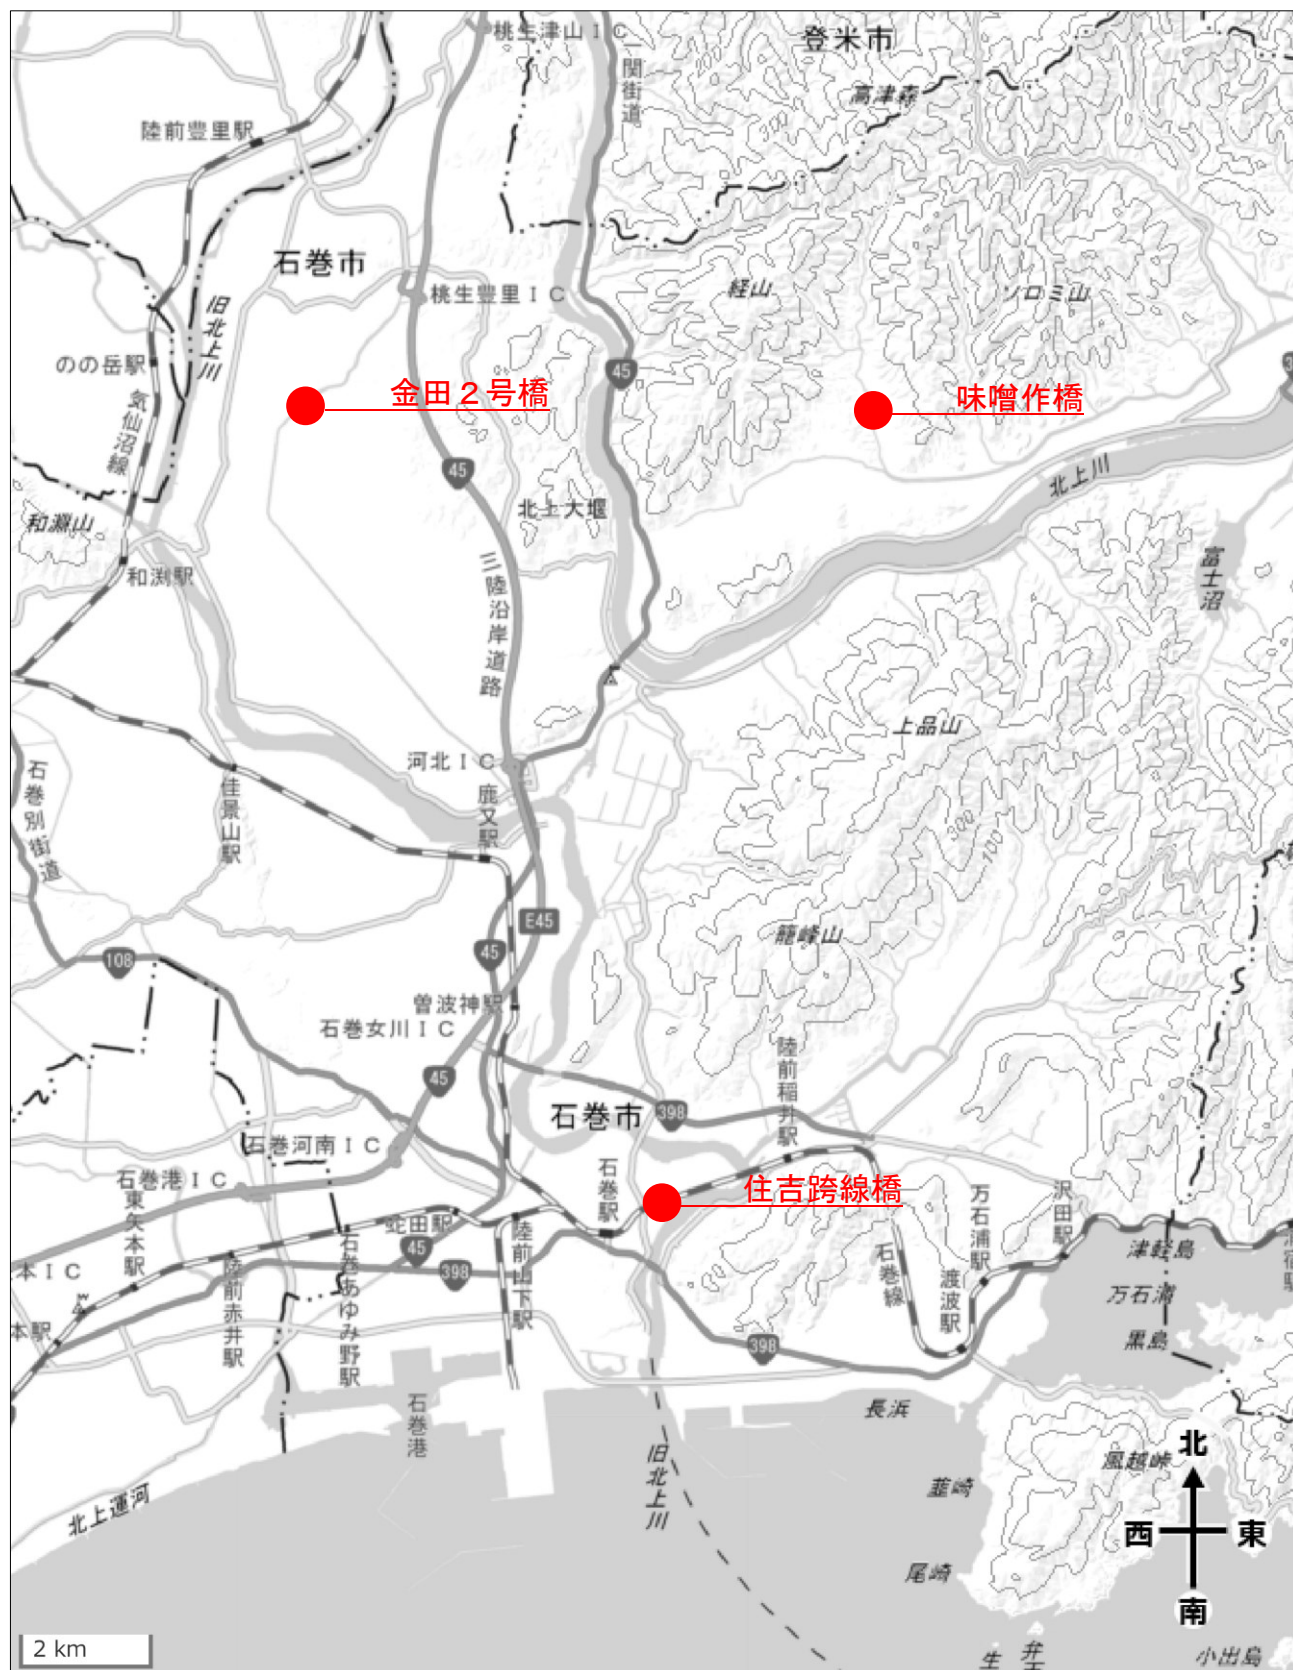 桃生津山ＩＣ
一関街道
登米市
高津森
陸前豊里駅
石巻市
旧北上川
桃生豊里ＩＣ
経山
ソロミ山
のの岳駅
気仙沼線
金田２号橋
45
味噌作橋
45
北上川
和淵山
北上大堰
和渕駅
富士沼
三陸沿岸道路
上品山
河北ＩＣ
石巻別街道
佳景山駅
鹿又駅
300
100
E45
籠峰山
45
108
曽波神駅
石巻女川ＩＣ
陸前稲井駅
45
石巻市
398
石巻河南ＩＣ
石巻駅
石巻港ＩＣ
住吉跨線橋
万石浦駅
沢田駅
東矢本駅
蛇田駅
陸前山下駅
石巻あゆみ野駅
45
398
本ＩＣ
陸前赤井駅
石巻線
渡波駅
津軽島
万石浦
黒島
本駅
398
石巻港
長浜
旧北上川
北
風越峠
韮崎
北上運河
西
東
尾崎
南
2 km
小出島